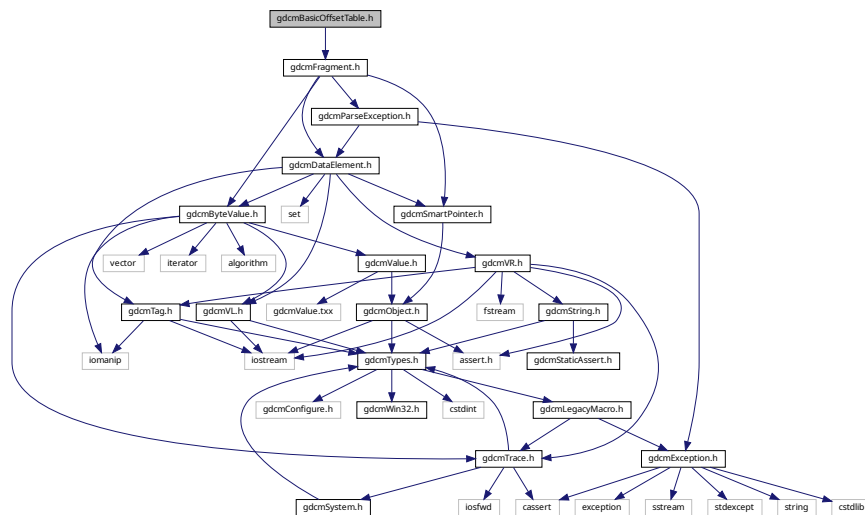 gdcmBasicOffsetTable.h
gdcmFragment.h
gdcmParseException.h
gdcmDataElement.h
gdcmByteValue.h
set
gdcmSmartPointer.h
vector
iterator
algorithm
gdcmValue.h
gdcmVR.h
gdcmTag.h
gdcmVL.h
gdcmValue.txx
gdcmObject.h
fstream
gdcmString.h
iomanip
iostream
gdcmTypes.h
assert.h
gdcmStaticAssert.h
gdcmConfigure.h
gdcmWin32.h
cstdint
gdcmLegacyMacro.h
gdcmTrace.h
gdcmException.h
gdcmSystem.h
iosfwd
cassert
exception
sstream
stdexcept
string
cstdlib